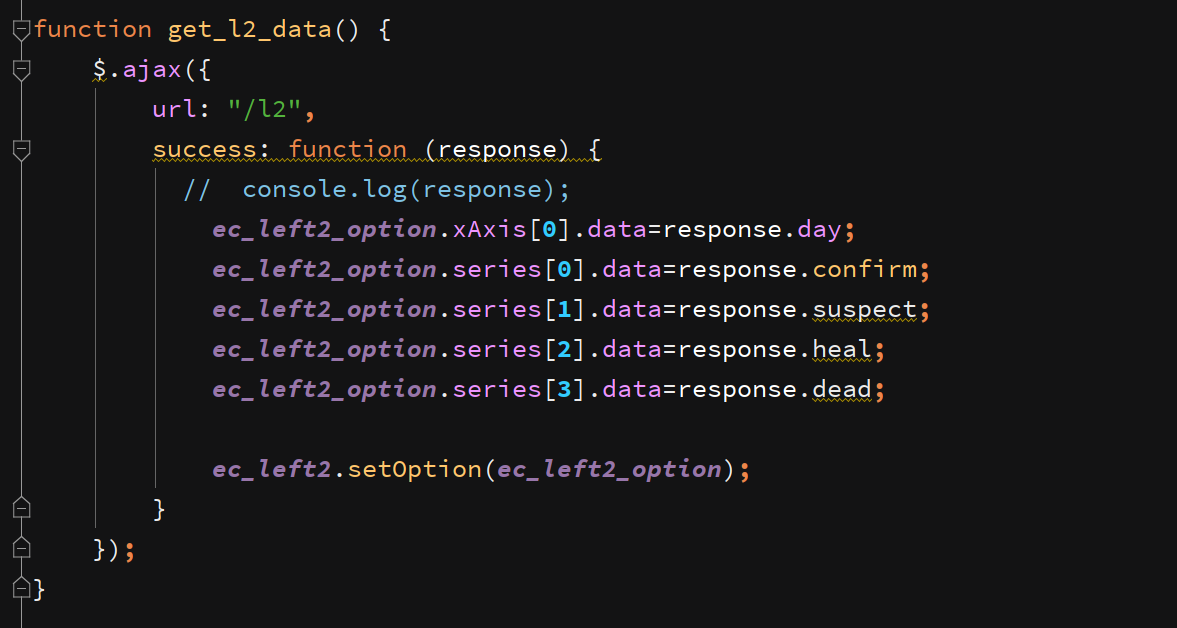 function get_l2_data() {
    $.ajax({
        url: "/l2",
        success: function (response) {
          //  console.log(response);
            ec_left2_option.xAxis[0].data=response.day;
            ec_left2_option.series[0].data=response.confirm;
            ec_left2_option.series[1].data=response.suspect;
            ec_left2_option.series[2].data=response.heal;
            ec_left2_option.series[3].data=response.dead;
            ec_left2.setOption(ec_left2_option);
        }
    });
}